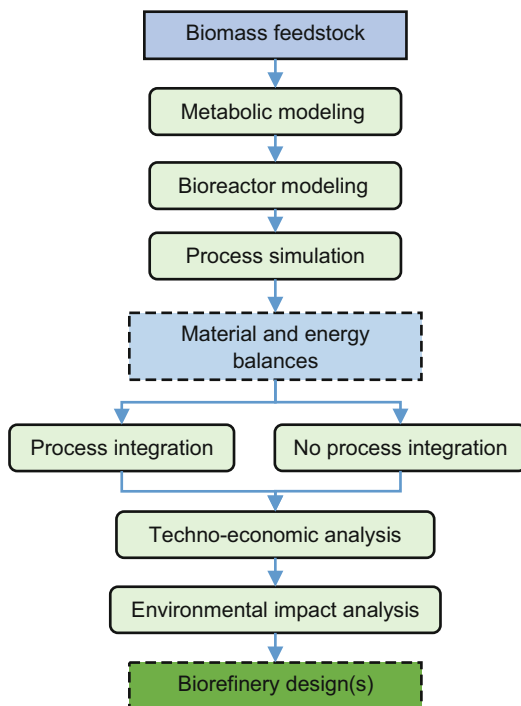 Biomass feedstock
Metabolic modeling
Bioreactor modeling
Process simulation
Material and energy
balances
Process integration
No process integration
Techno-economic analysis
Environmental impact analysis
Biorefinery design(s)